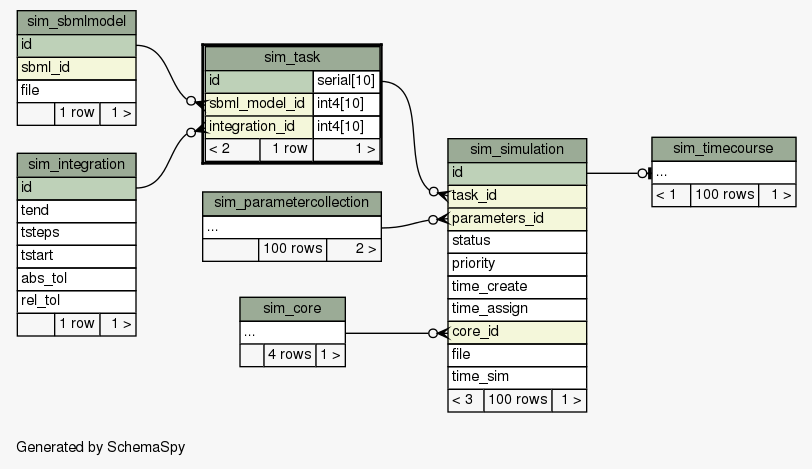 sim_sbmlmodel
id
sbml_id
file
1 row 1 >
sim_task
id serial[10]
sbml_model_id int4[10]
integration_id int4[10]
< 2 1 row 1 >
sim_integration
id
tend
tsteps
tstart
abs_tol
rel_tol
1 row 1 >
sim_parametercollection
...
100 rows 2 >
sim_core
...
4 rows 1 >
sim_simulation
id
task_id
parameters_id
status
priority
time_create
time_assign
core_id
file
time_sim
< 3 100 rows 1 >
sim_timecourse
...
< 1 100 rows 1 >
Generated by SchemaSpy